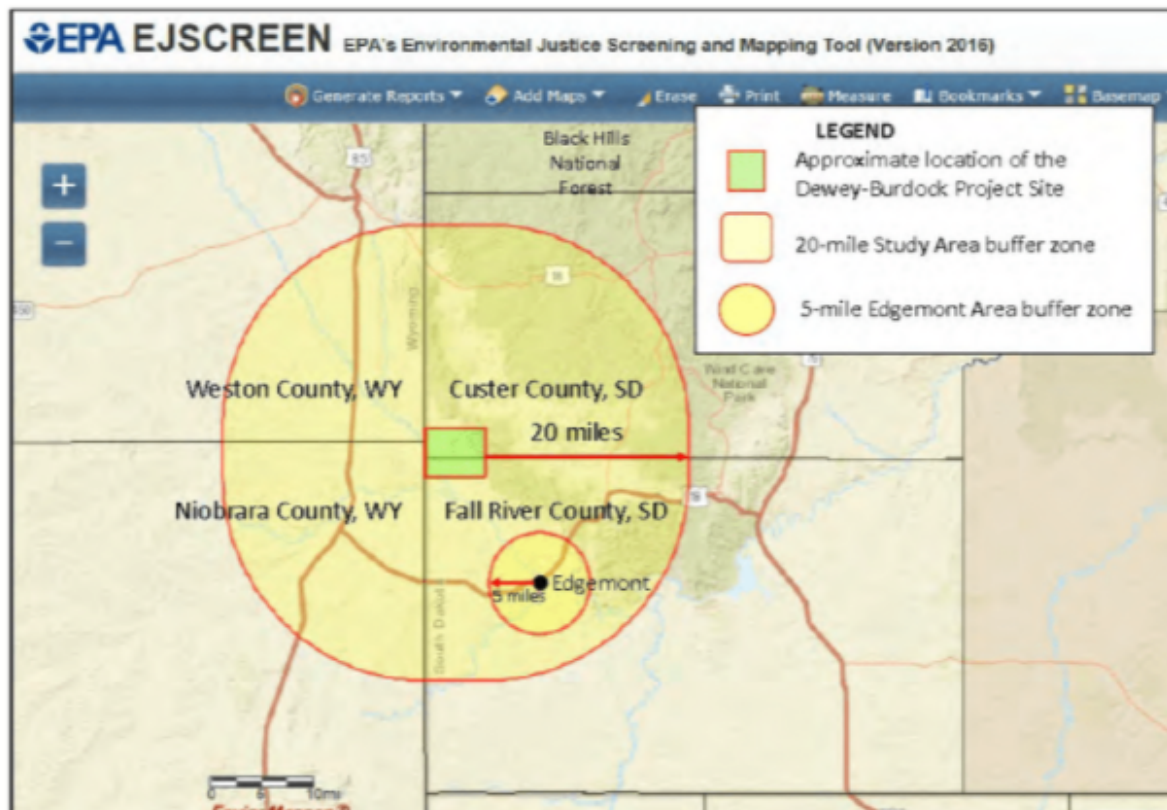 EPA EJSCREEN EPA's Environmental Justice Screening and Mapping Tool (Version 2016)
Generate Reports Add Maps Erase Print Measure Bookmarks Basemap
LEGEND
Approximate location of the
Dewey-Burdock Project Site
20-mile Study Area buffer zone
5-mile Edgemont Area buffer zone
Black Hills
National
Forest
85
Wyoming
Wind Cave
National
Park
Weston County, WY
Custer County, SD
20 miles
Niobrara County, WY
Fall River County, SD
Edgemont
5 miles
South Dakota
0 5 10mi